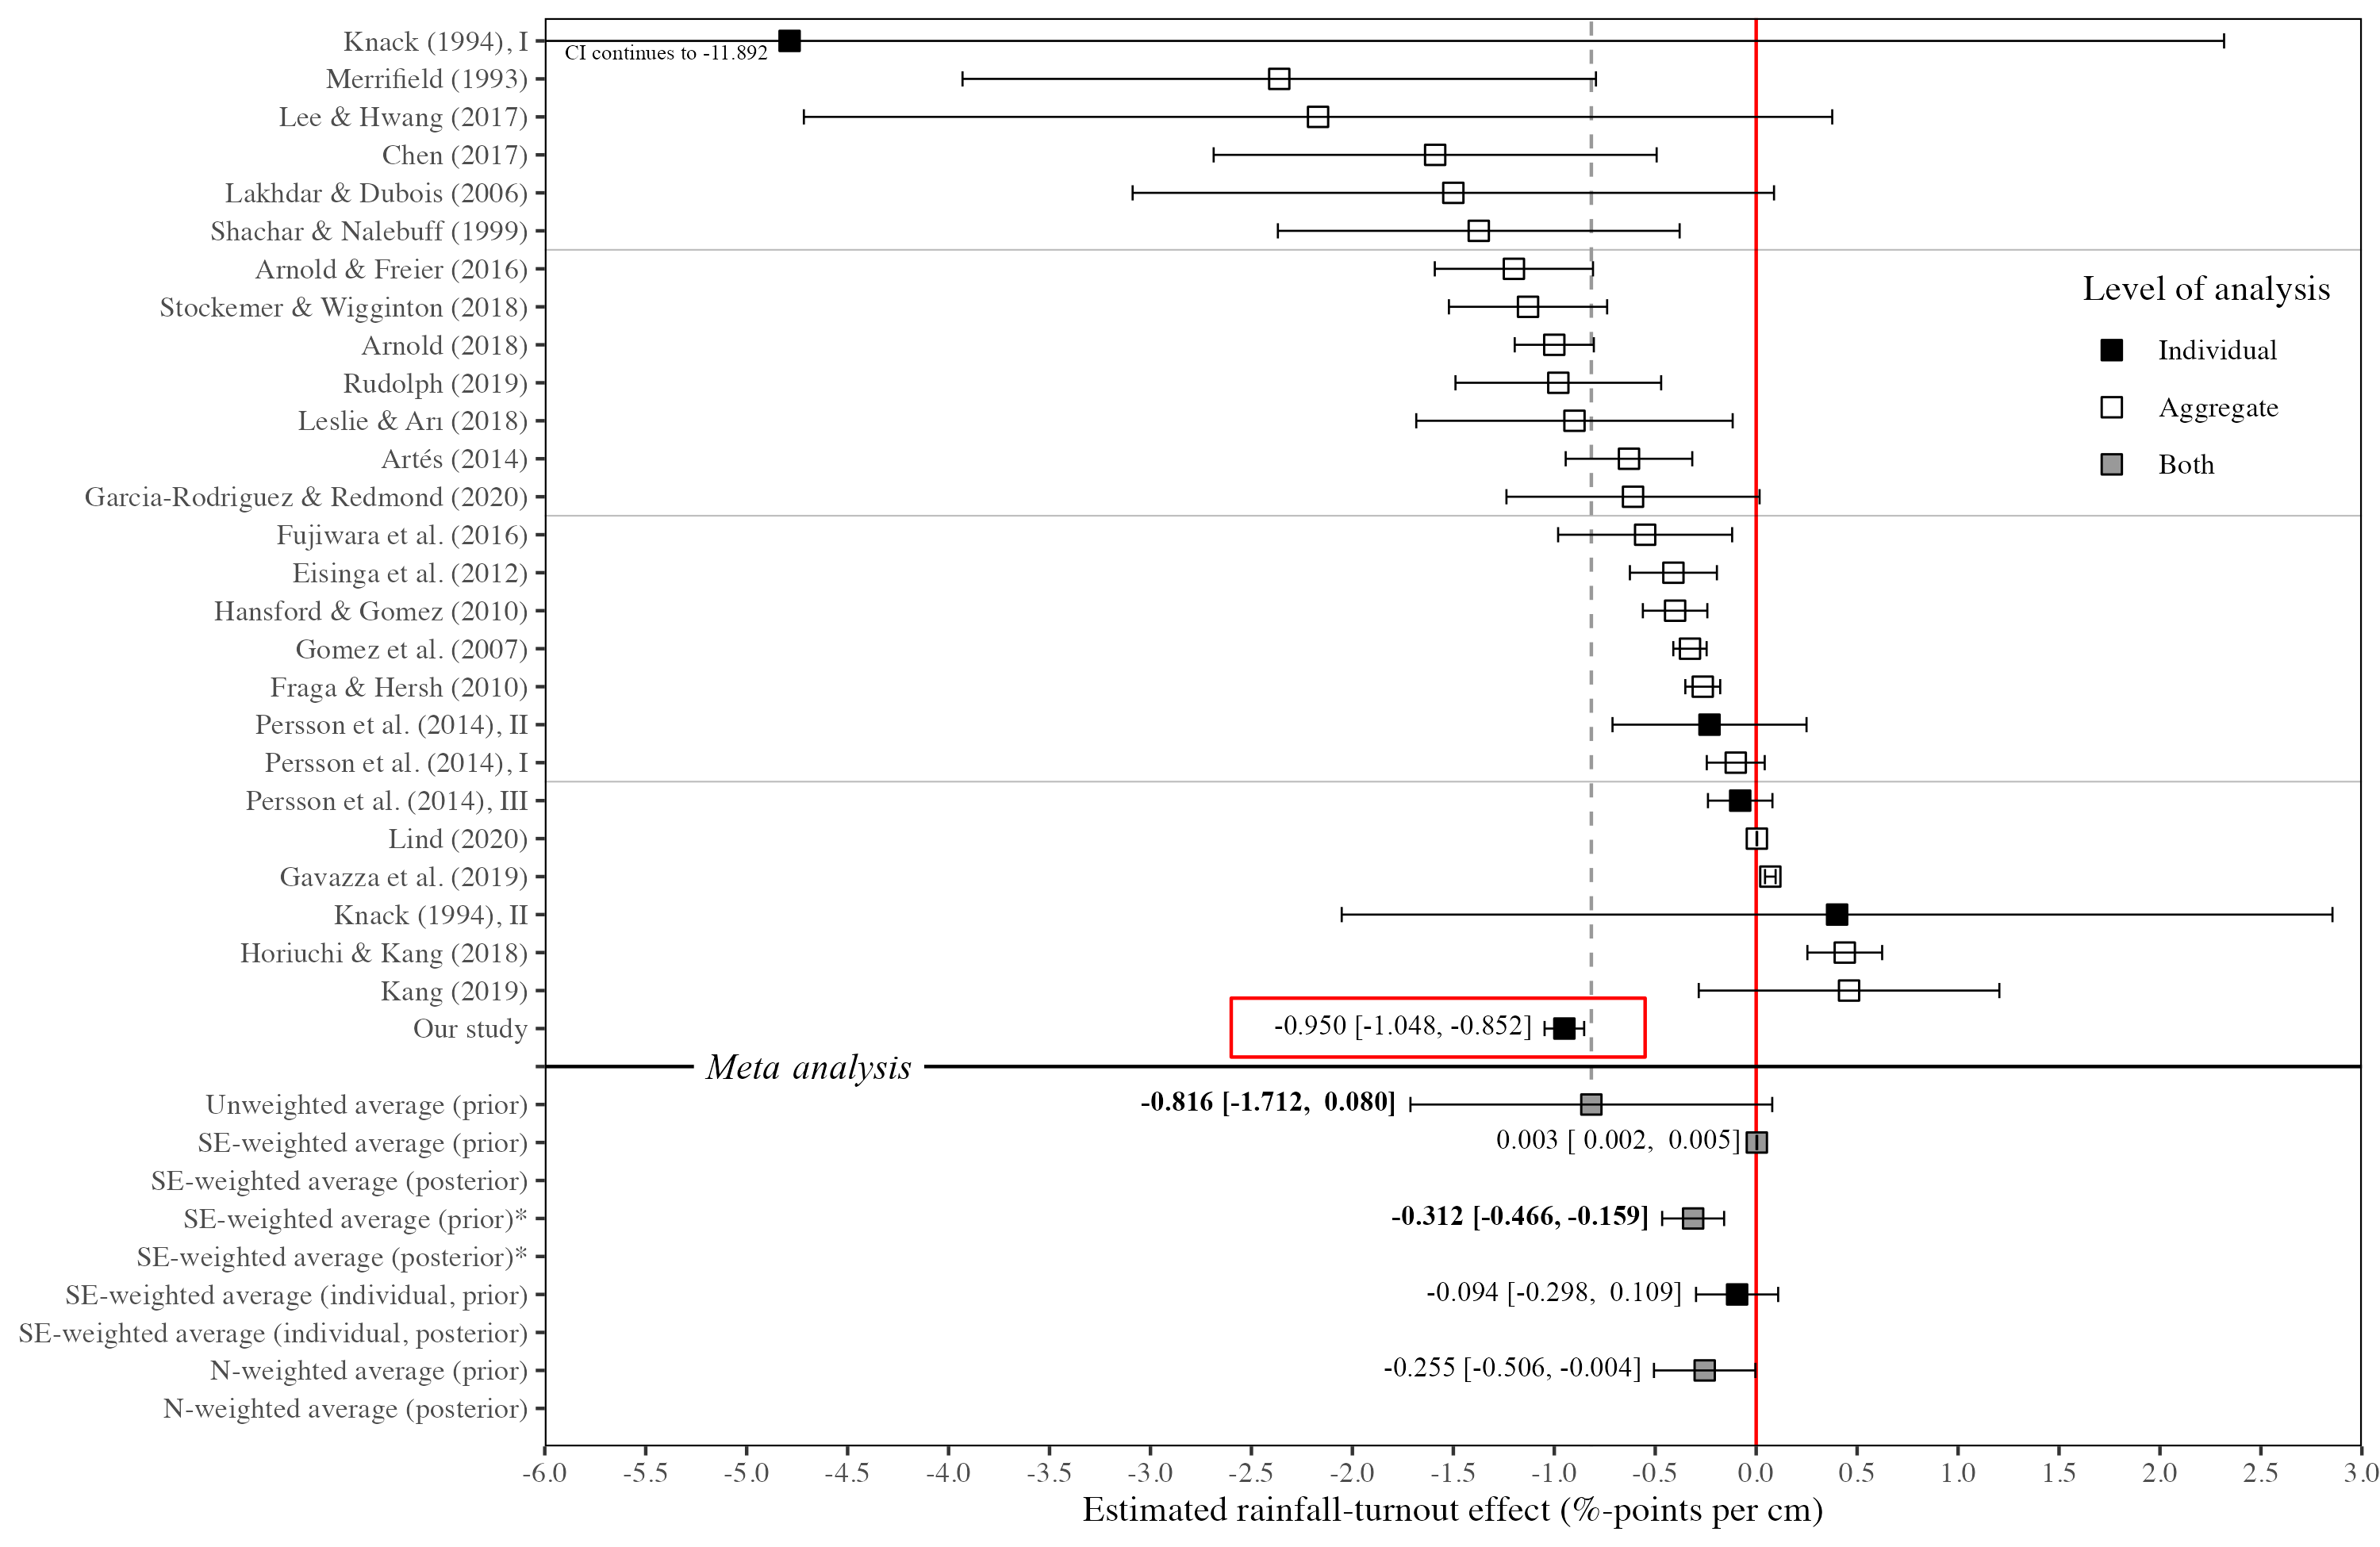 Knack (1994), I
CI continues to -11.892
Merrifield (1993)
Lee & Hwang (2017)
Chen (2017)
Lakhdar & Dubois (2006)
Shachar & Nalebuff (1999)
Arnold & Freier (2016)
Stockemer & Wigginton (2018)
Arnold (2018)
Rudolph (2019)
Leslie & Arı (2018)
Artés (2014)
Garcia-Rodriguez & Redmond (2020)
Fujiwara et al. (2016)
Eisinga et al. (2012)
Hansford & Gomez (2010)
Gomez et al. (2007)
Fraga & Hersh (2010)
Persson et al. (2014), II
Persson et al. (2014), I
Persson et al. (2014), III
Lind (2020)
Gavazza et al. (2019)
Knack (1994), II
Horiuchi & Kang (2018)
Kang (2019)
Our study
-0.950 [-1.048, -0.852]
Level of analysis
Individual
Aggregate
Both
Meta analysis
Unweighted average (prior)
-0.816 [-1.712, 0.080]
SE-weighted average (prior)
0.003 [ 0.002, 0.005]
SE-weighted average (posterior)
SE-weighted average (prior)*
-0.312 [-0.466, -0.159]
SE-weighted average (posterior)*
SE-weighted average (individual, prior)
-0.094 [-0.298, 0.109]
SE-weighted average (individual, posterior)
N-weighted average (prior)
-0.255 [-0.506, -0.004]
N-weighted average (posterior)
-6.0 -5.5 -5.0 -4.5 -4.0 -3.5 -3.0 -2.5 -2.0 -1.5 -1.0 -0.5 0.0 0.5 1.0 1.5 2.0 2.5 3.0
Estimated rainfall-turnout effect (%-points per cm)